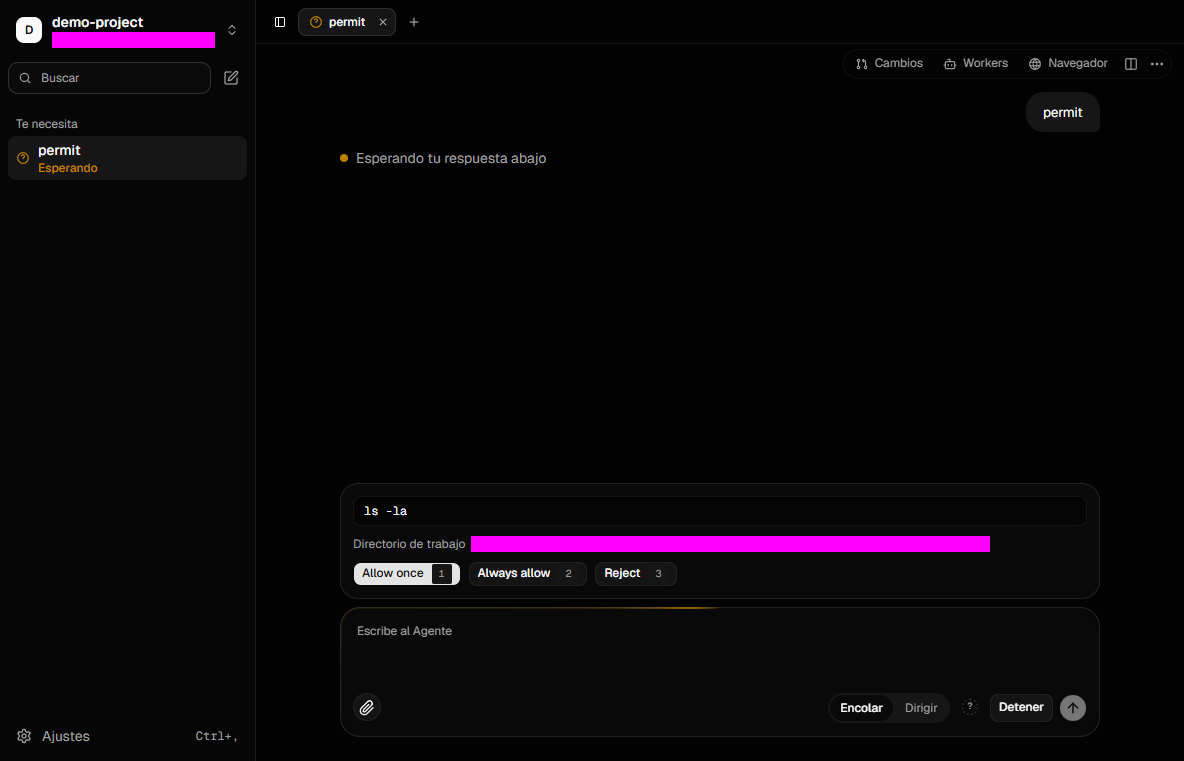 D
demo-project
Buscar
Te necesita
permit
Esperando
Ajustes
Ctrl+,
permit
Cambios
Workers
Navegador
permit
Esperando tu respuesta abajo
ls -la
Directorio de trabajo
Allow once 1
Always allow 2
Reject 3
Escribe al Agente
Encolar
Dirigir
?
Detener